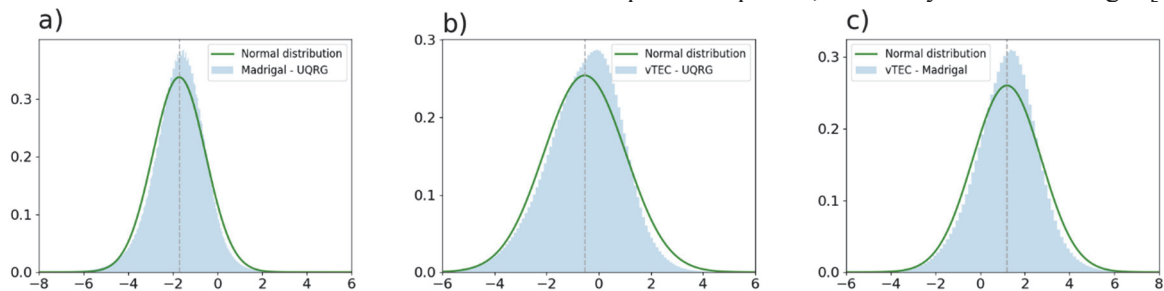 a)
Normal distribution
Madrigal - UQRG
0.3
0.2
0.1
0.0
−8 −6 −4 −2 0 2 4 6
b)
Normal distribution
vTEC - UQRG
0.3
0.2
0.1
0.0
−6 −4 −2 0 2 4 6
c)
Normal distribution
vTEC - Madrigal
0.3
0.2
0.1
0.0
−6 −4 −2 0 2 4 6 8